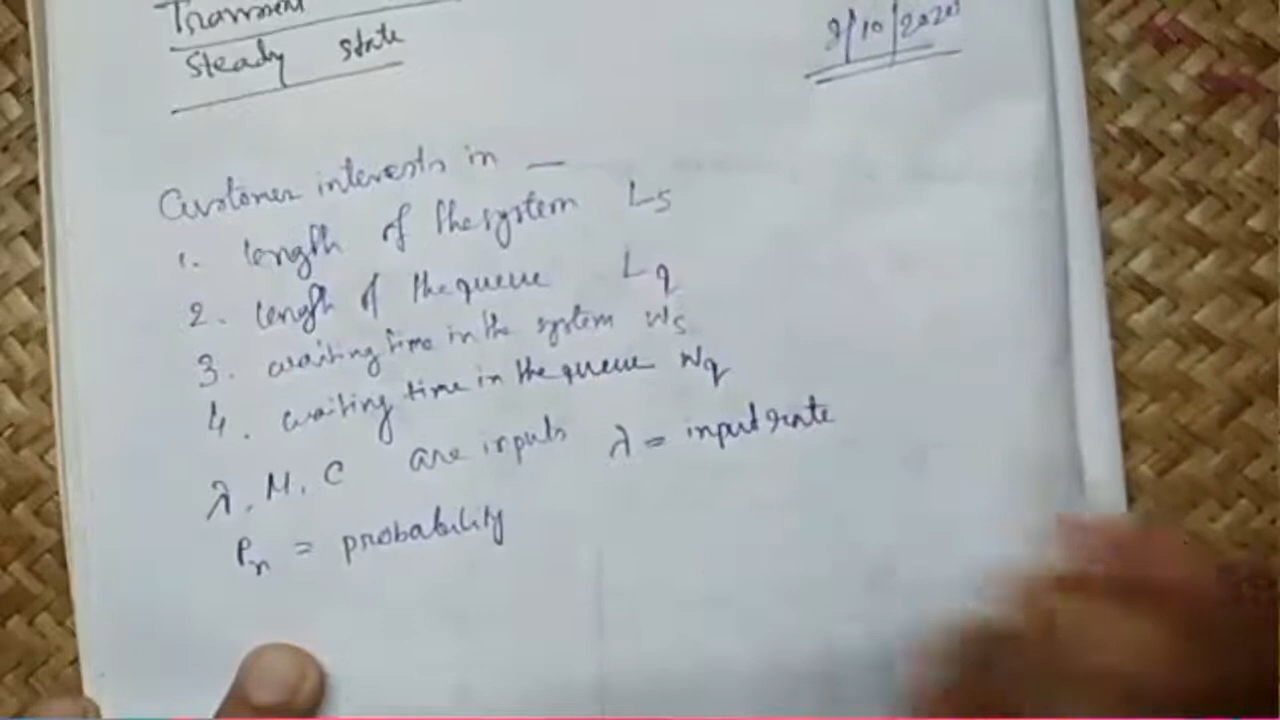 Transient
Steady state
9/10/2020
Customer interests in —
1. length of the system Ls
2. length of the queue Lq
3. waiting time in the system Ws
4. waiting time in the queue Wq
λ, M, C are inputs λ = input rate
Pn = probability